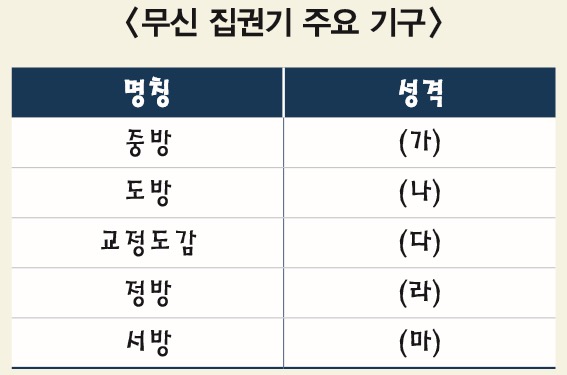 〈무신 집권기 주요 기구〉
명칭 성격
중방 (가)
도방 (나)
교정도감 (다)
정방 (라)
서방 (마)